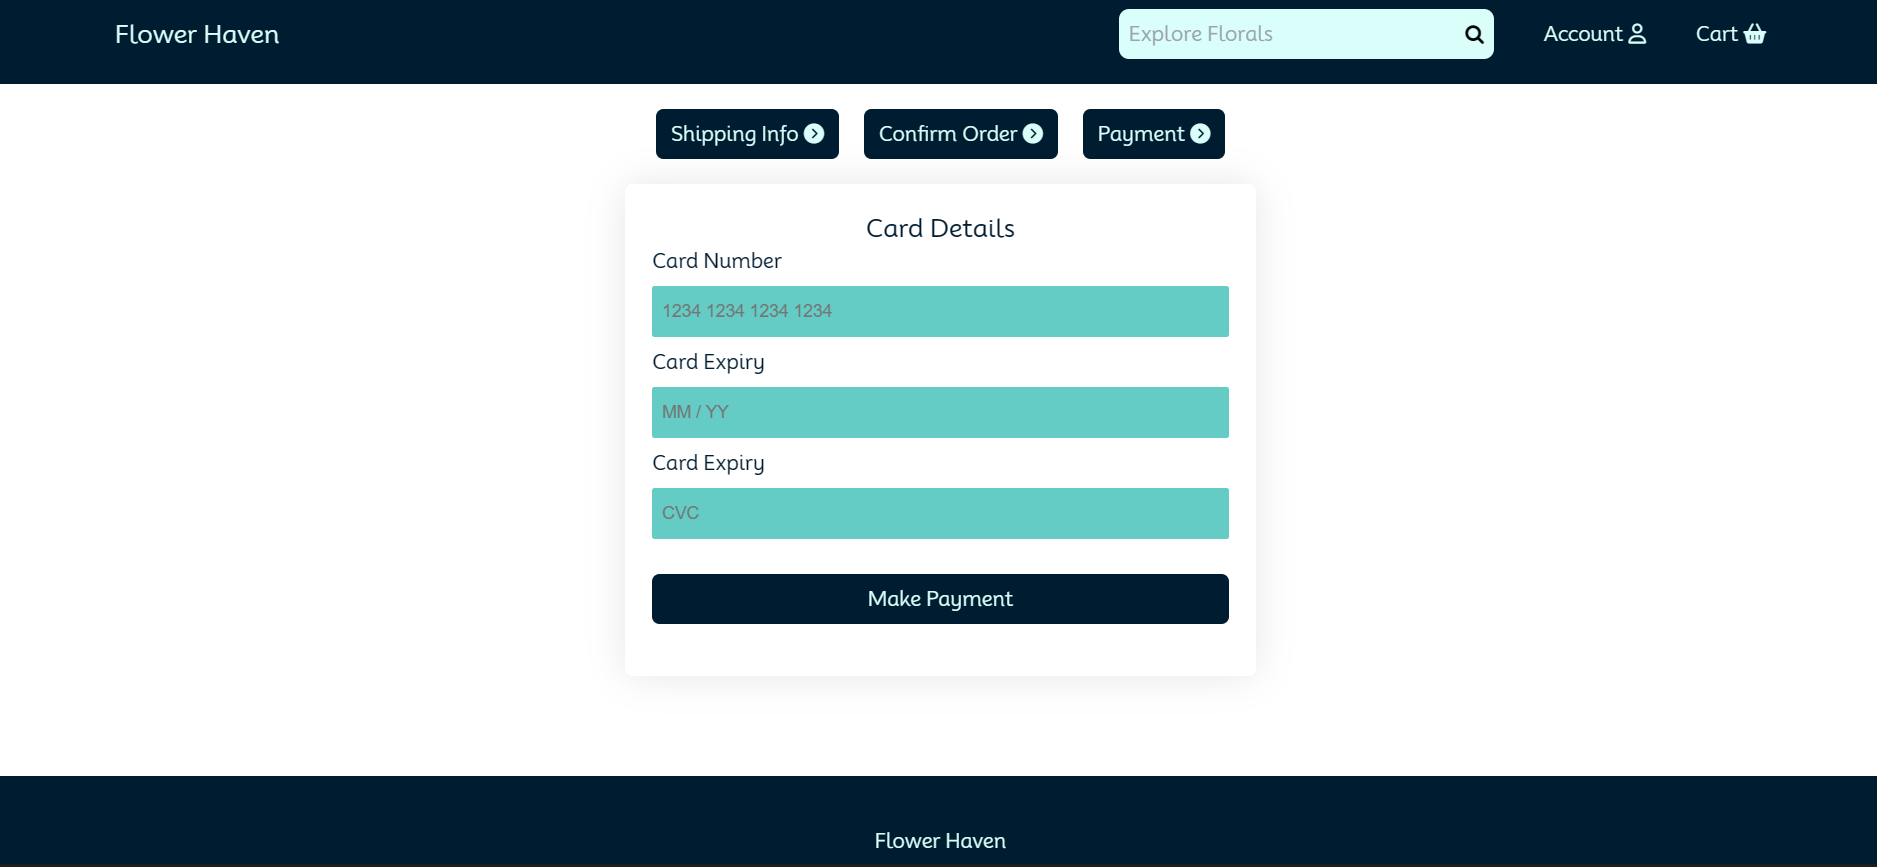 Flower Haven
Explore Florals
Account
Cart
Shipping Info
Confirm Order
Payment
Card Details
Card Number
1234 1234 1234 1234
Card Expiry
MM / YY
Card Expiry
CVC
Make Payment
Flower Haven